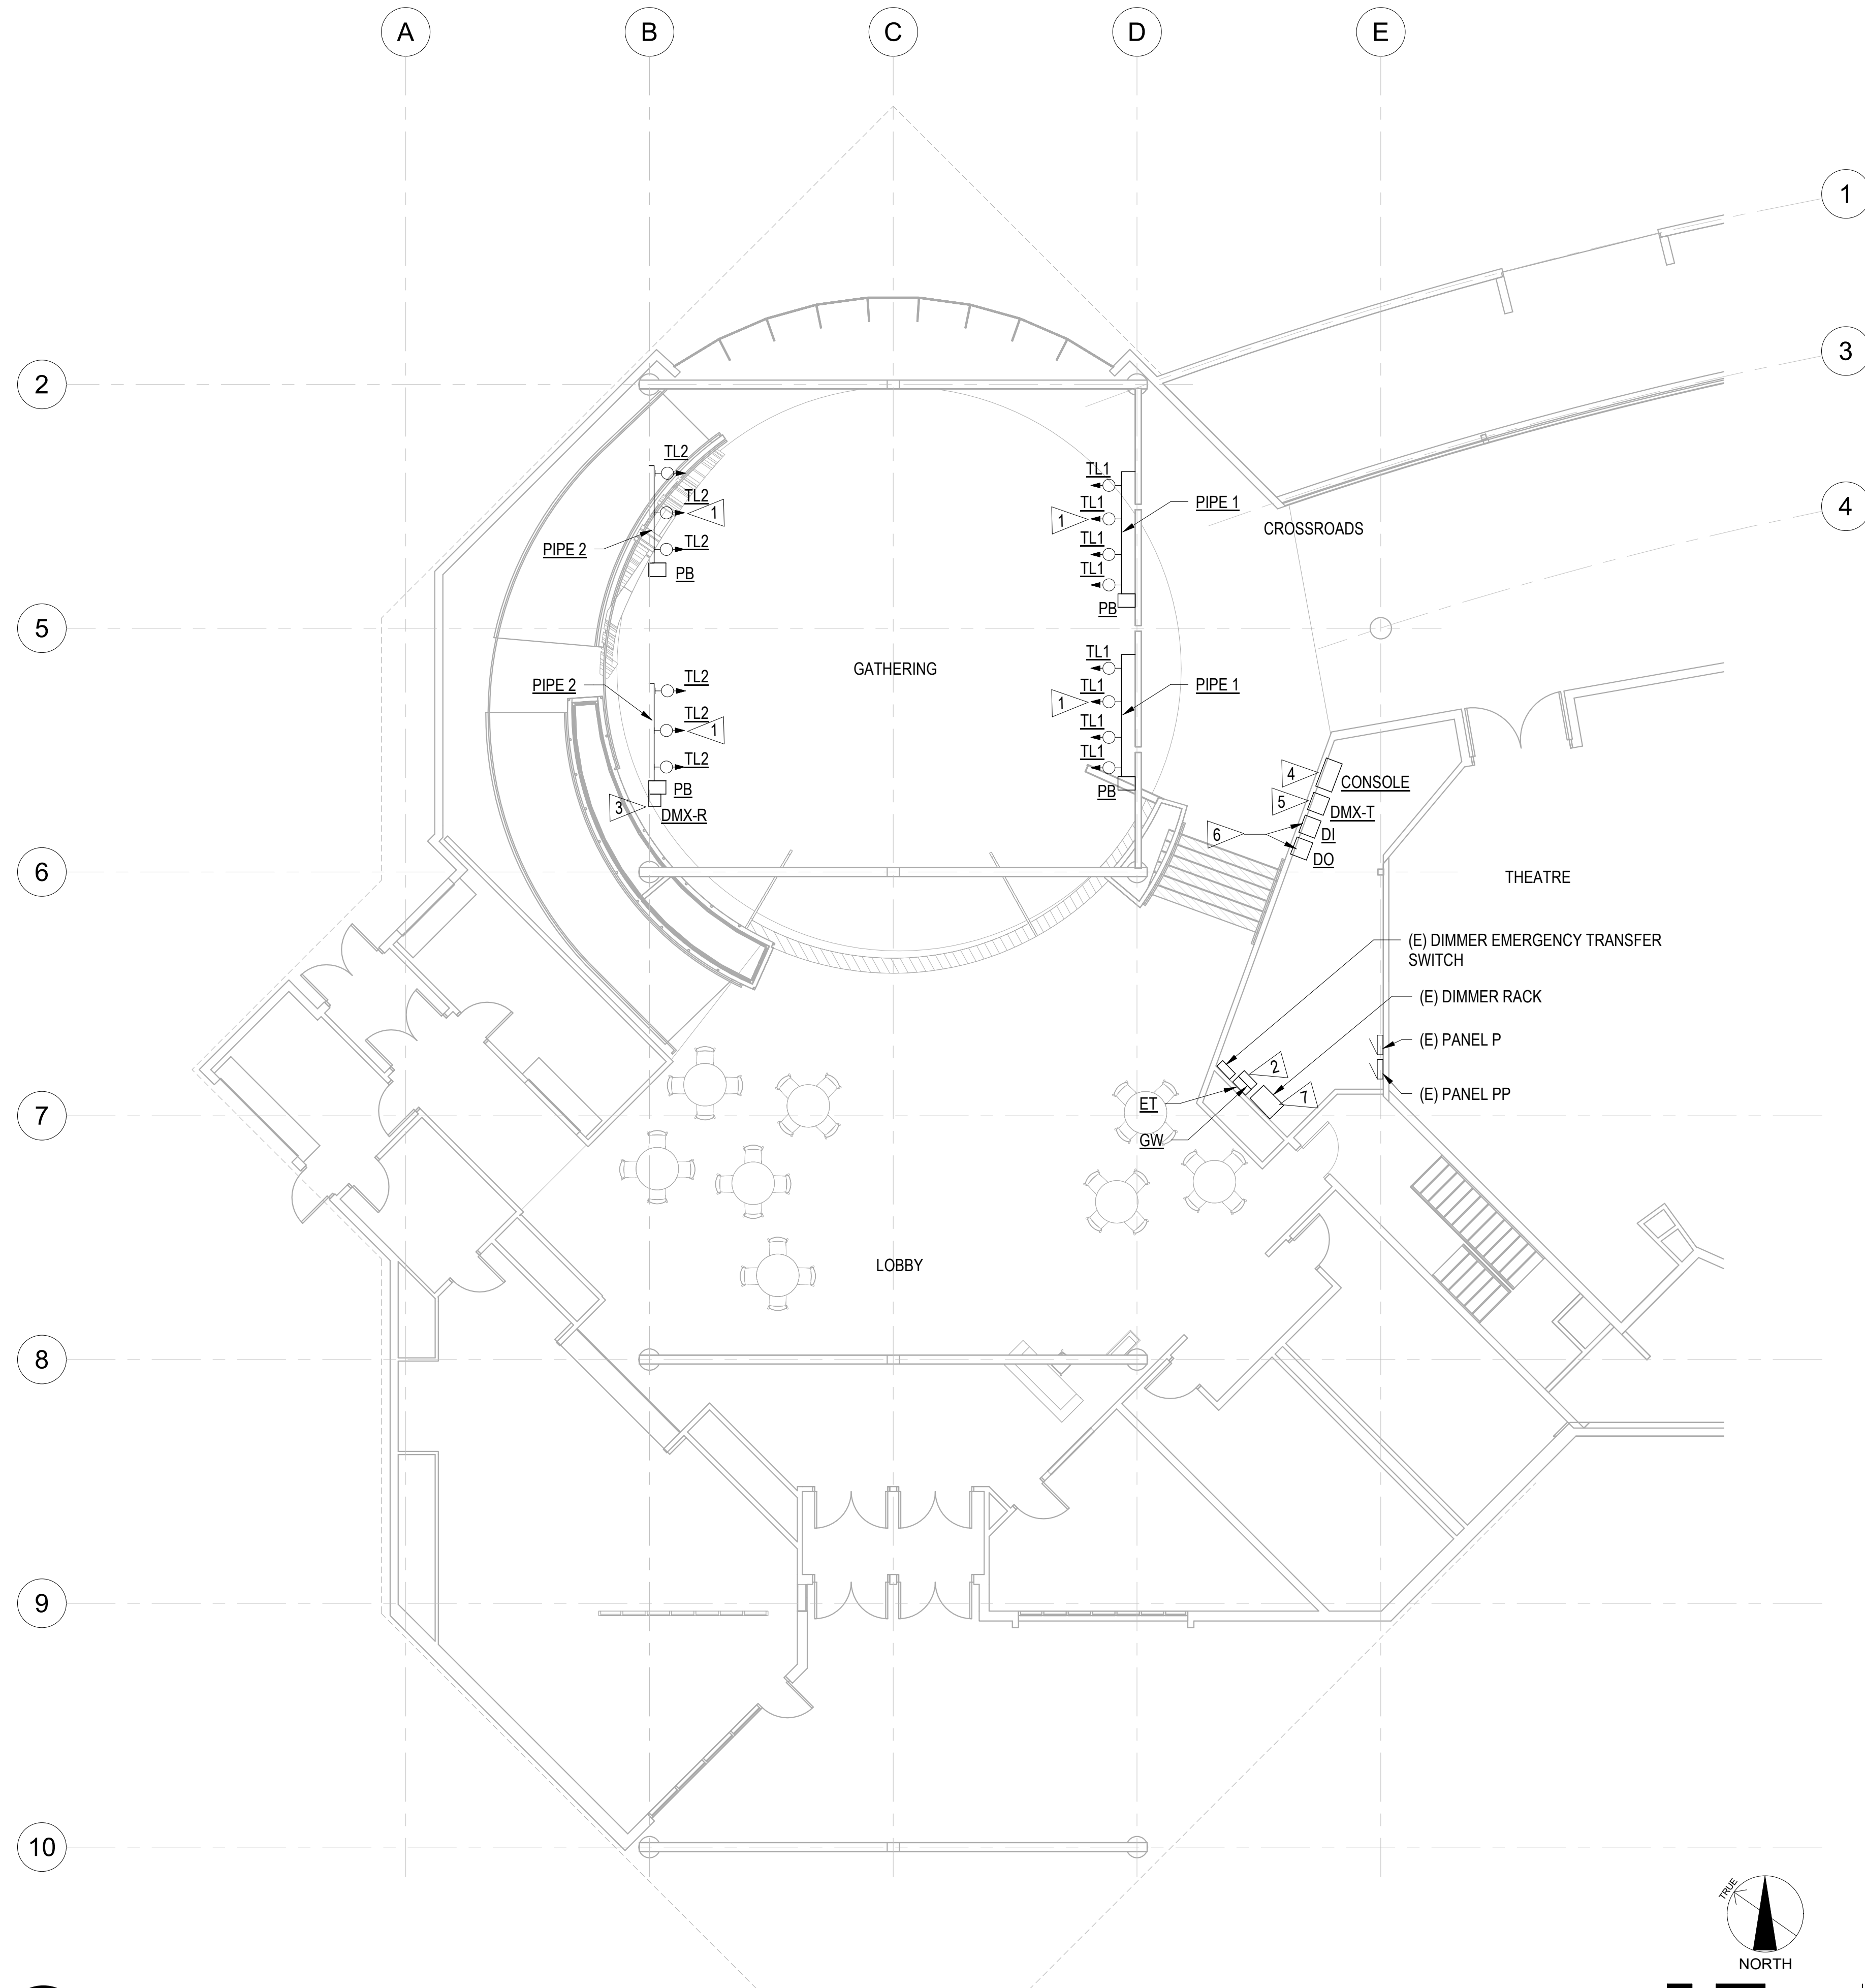 A
B
C
D
E
1
3
2
4
TL2
TL1
TL2
1
PIPE 1
1
TL1
CROSSROADS
TL2
TL1
PIPE 2
TL1
PB
PB
5
TL1
GATHERING
TL2
PIPE 2
TL1
PIPE 1
1
TL2
1
TL1
TL2
TL1
4
CONSOLE
PB
PB
5
3
DMX-R
DMX-T
6
DI
DO
6
THEATRE
(E) DIMMER EMERGENCY TRANSFER
SWITCH
(E) DIMMER RACK
(E) PANEL P
2
(E) PANEL PP
7
ET
7
GW
LOBBY
8
9
10
TRUE
NORTH